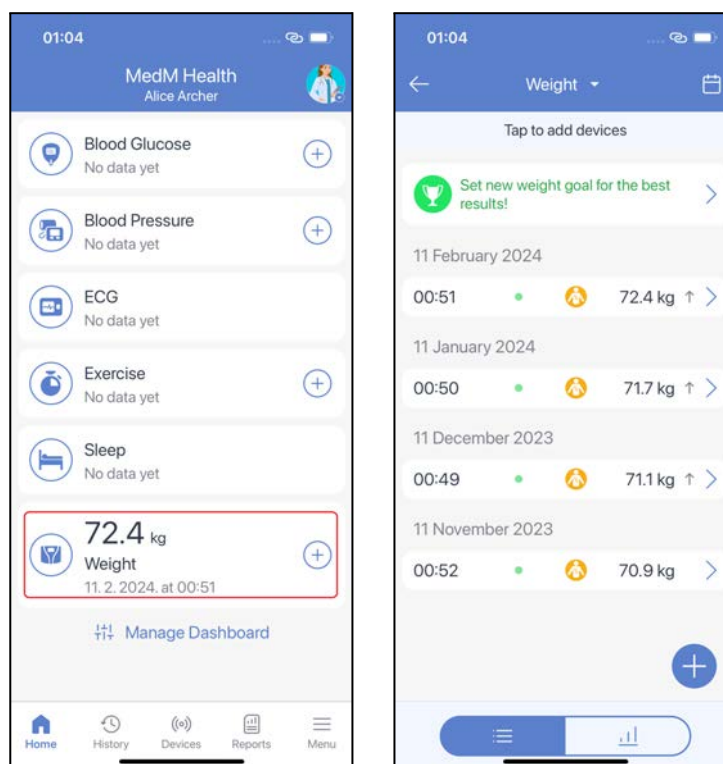 01:04
MedM Health
Alice Archer
Blood Glucose
No data yet
Blood Pressure
No data yet
ECG
No data yet
Exercise
No data yet
Sleep
No data yet
72.4 kg
Weight
11. 2. 2024. at 00:51
Manage Dashboard
Home
History
Devices
Reports
Menu
01:04
Weight
Tap to add devices
Set new weight goal for the best
results!
11 February 2024
00:51 72.4 kg ↑
11 January 2024
00:50 71.7 kg ↑
11 December 2023
00:49 71.1 kg ↑
11 November 2023
00:52 70.9 kg